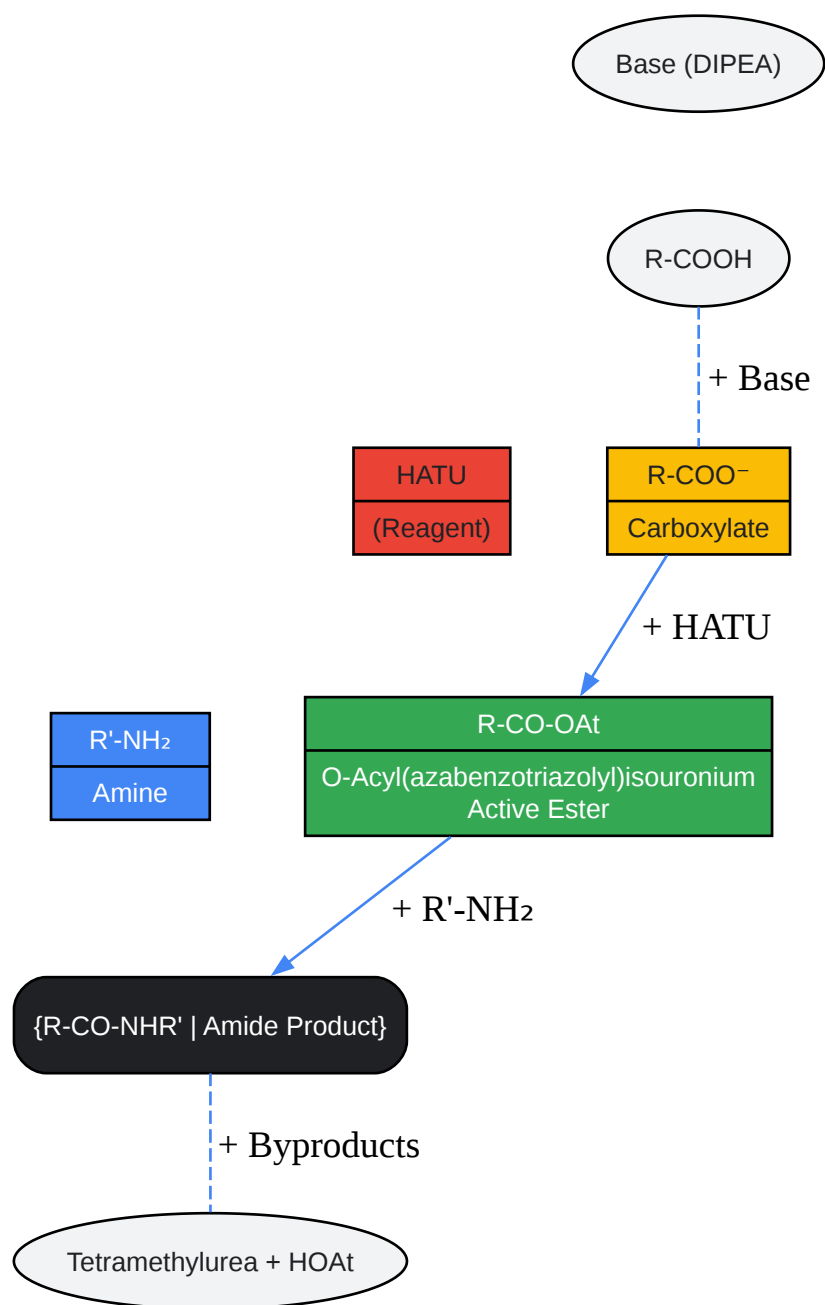 Base (DIPEA)
R-COOH
+ Base
HATU
(Reagent)
R-COO⁻
Carboxylate
+ HATU
R'-NH₂
Amine
R-CO-OAt
O-Acyl(azabenzotriazolyl)isouronium
Active Ester
+ R'-NH₂
{R-CO-NHR' | Amide Product}
+ Byproducts
Tetramethylurea + HOAt